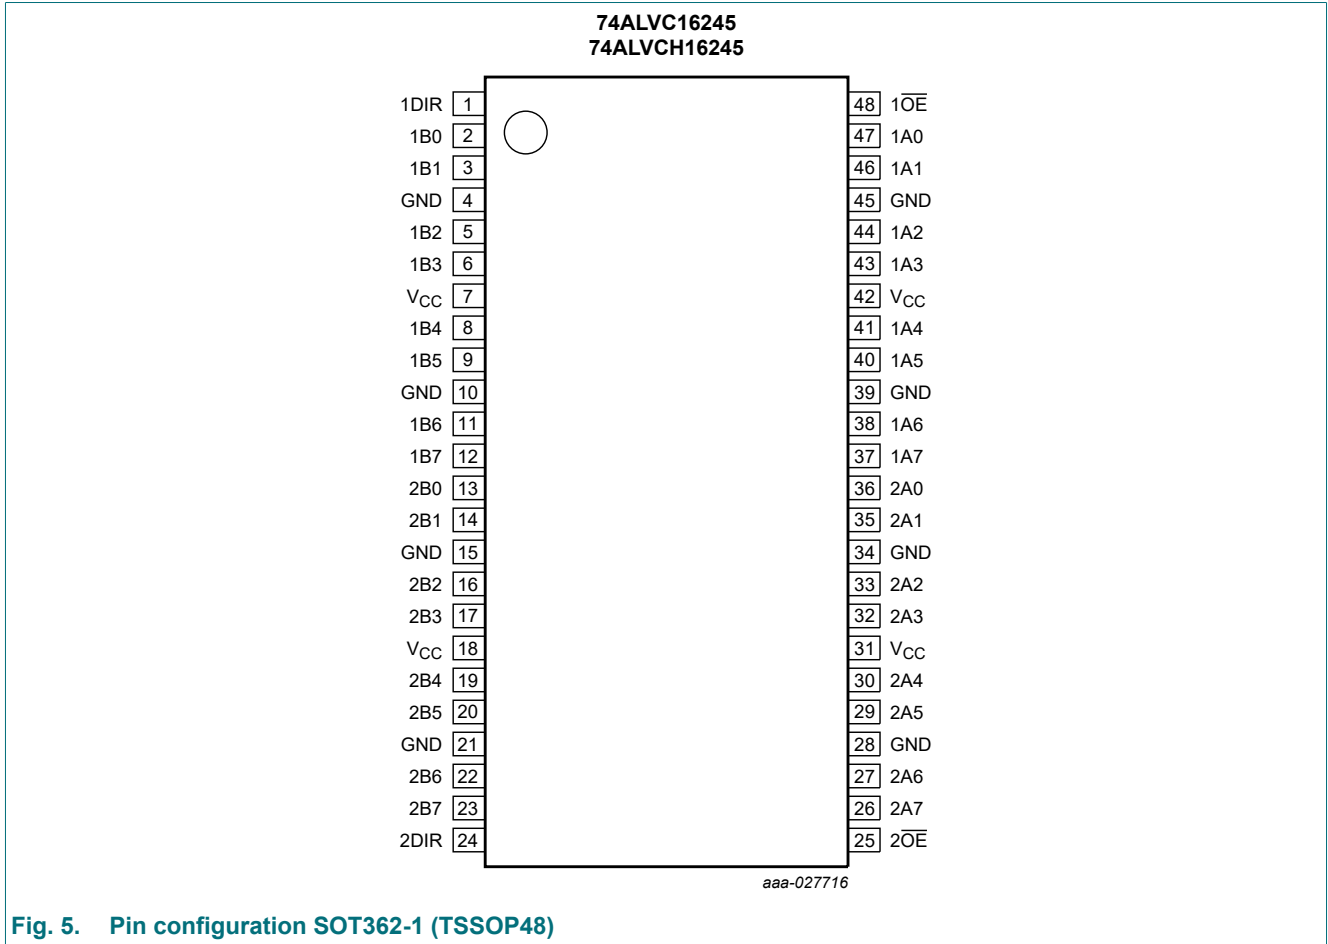 74ALVC16245
74ALVCH16245
1DIR 1 48 1O̅E̅
1B0 2 47 1A0
1B1 3 46 1A1
GND 4 45 GND
1B2 5 44 1A2
1B3 6 43 1A3
VCC 7 42 VCC
1B4 8 41 1A4
1B5 9 40 1A5
GND 10 39 GND
1B6 11 38 1A6
1B7 12 37 1A7
2B0 13 36 2A0
2B1 14 35 2A1
GND 15 34 GND
2B2 16 33 2A2
2B3 17 32 2A3
VCC 18 31 VCC
2B4 19 30 2A4
2B5 20 29 2A5
GND 21 28 GND
2B6 22 27 2A6
2B7 23 26 2A7
2DIR 24 25 2O̅E̅
aaa-027716
Fig. 5. Pin configuration SOT362-1 (TSSOP48)